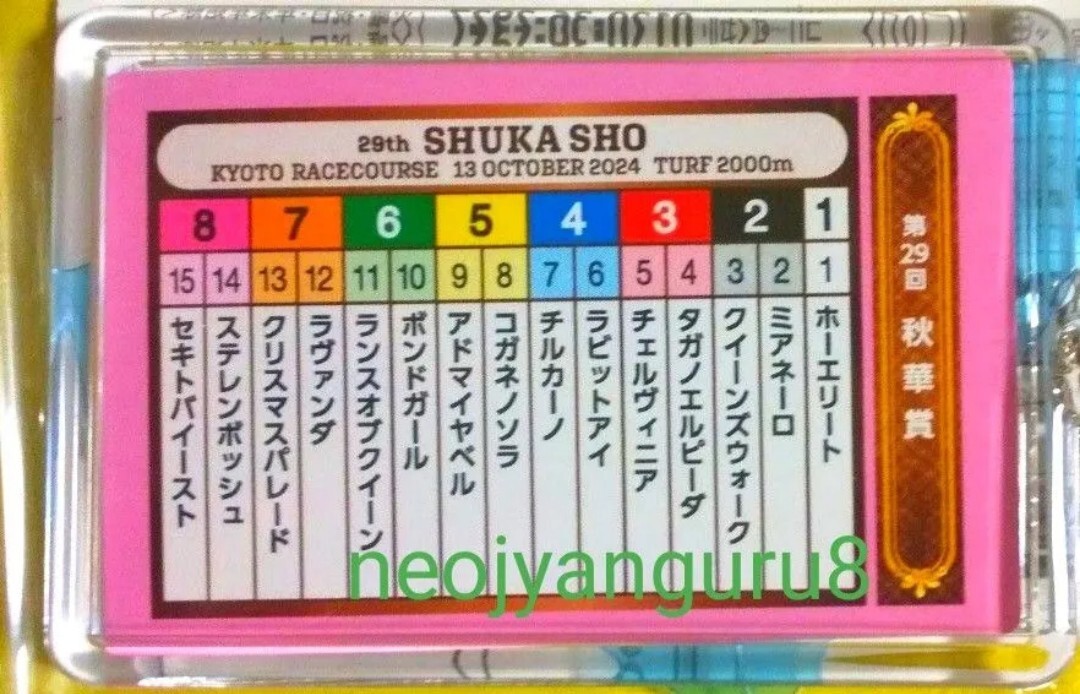 29th SHUKA SHO
KYOTO RACECOURSE 13 OCTOBER 2024 TURF 2000m
8 7 6 5 4 3 2 1
15 14 13 12 11 10 9 8 7 6 5 4 3 2 1
ホーエリート
ミアネーロ
クイーンズウォーク
タガノエルピーダ
チェルヴィニア
ラビットアイ
チルカーノ
コガネノソラ
アドマイヤベル
ボンドガール
ランスオブクイーン
ラヴァンダ
クリスマスパレード
ステレンボッシュ
セキトバイースト
第29回 秋華賞
neojyanguru8